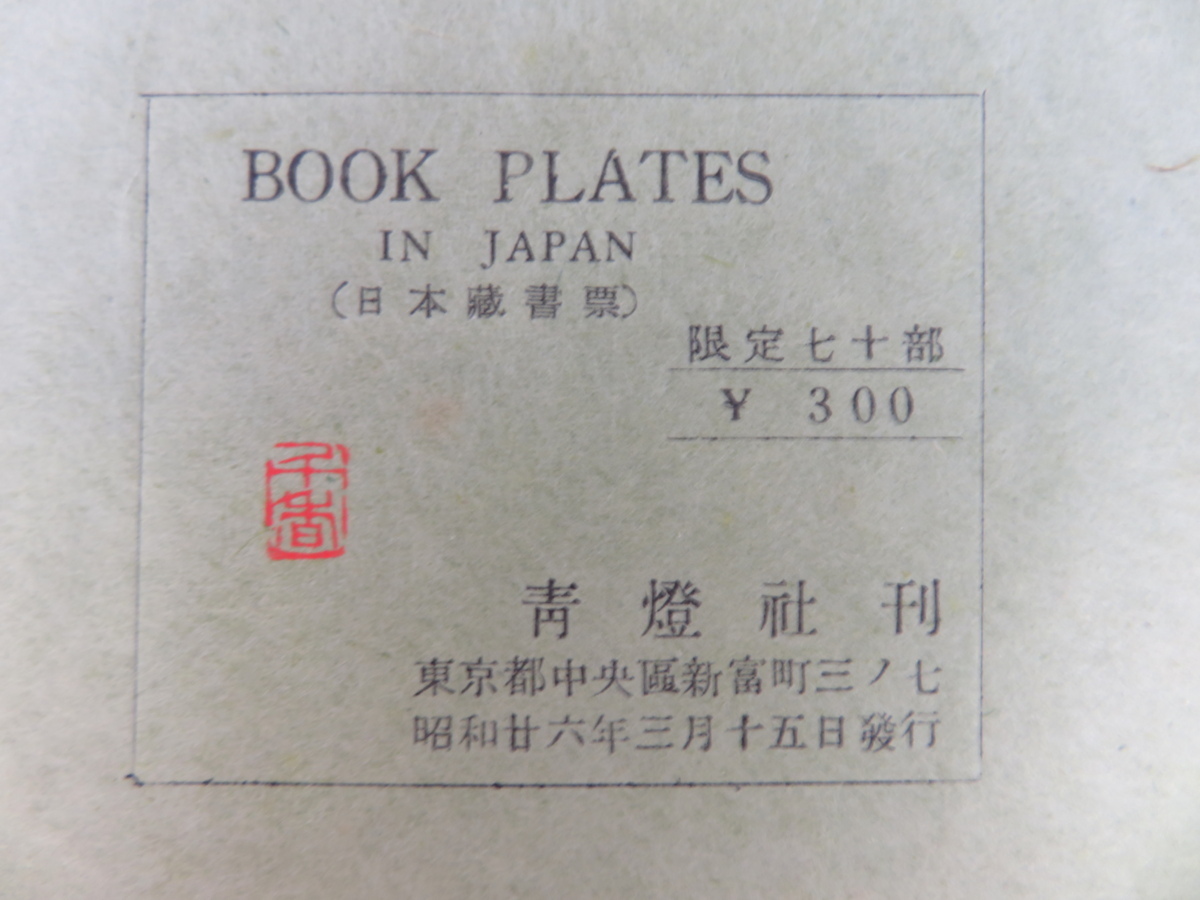 BOOK PLATES
IN JAPAN
(日本藏書票)
限定七十部
¥ 300
青燈社刊
東京都中央區新富町三ノ七
昭和廿六年三月十五日發行